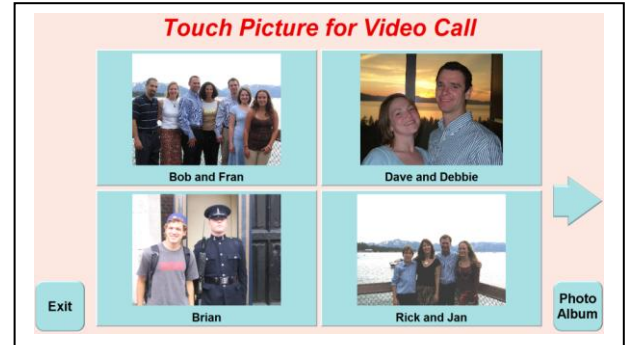 Touch Picture for Video Call
Bob and Fran
Dave and Debbie
Brian
Rick and Jan
Exit
Photo
Album